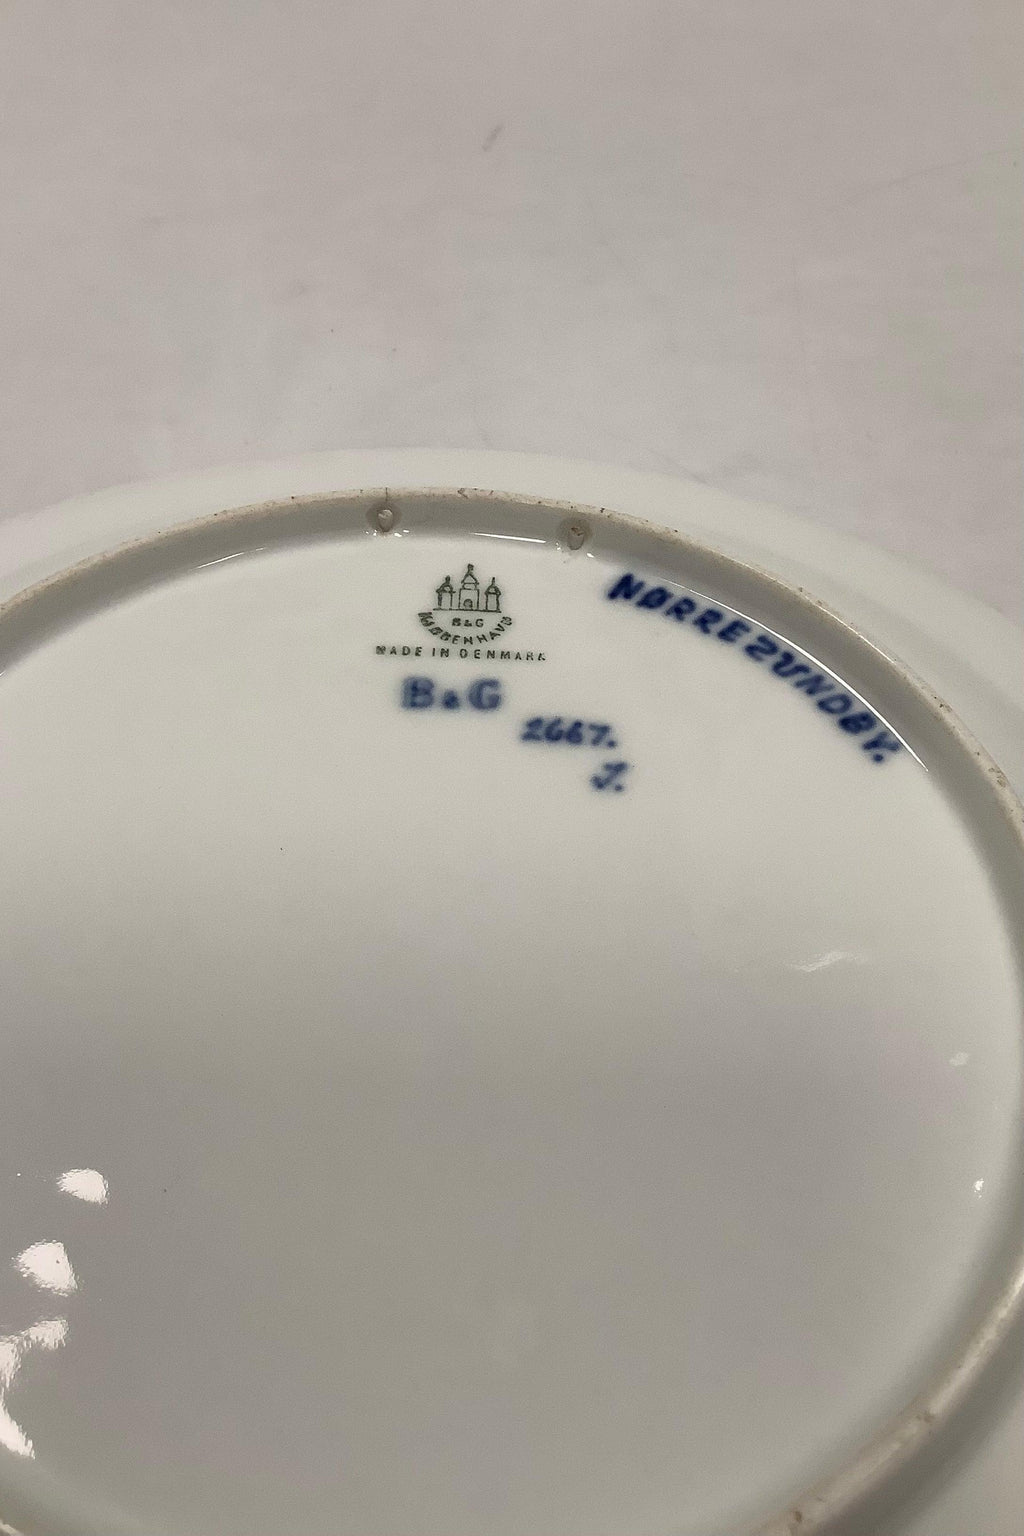 B&G
KJØBENHAVN
MADE IN DENMARK
B&G
2667.
J.
NØRRESUNDBY.